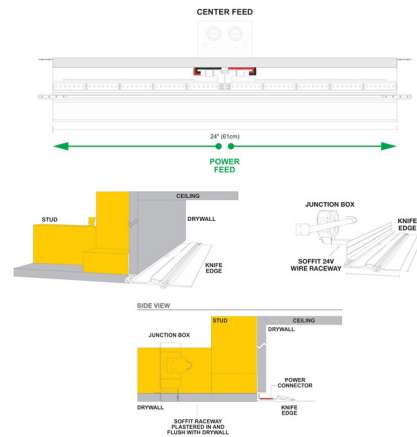 CENTER FEED
24" (61cm)
POWER
FEED
CEILING
STUD
DRYWALL
KNIFE
EDGE
JUNCTION BOX
KNIFE
EDGE
SOFFIT 24V
WIRE RACEWAY
SIDE VIEW
STUD
CEILING
DRYWALL
JUNCTION BOX
POWER
CONNECTOR
DRYWALL
KNIFE
EDGE
SOFFIT RACEWAY
PLASTERED IN AND
FLUSH WITH DRYWALL